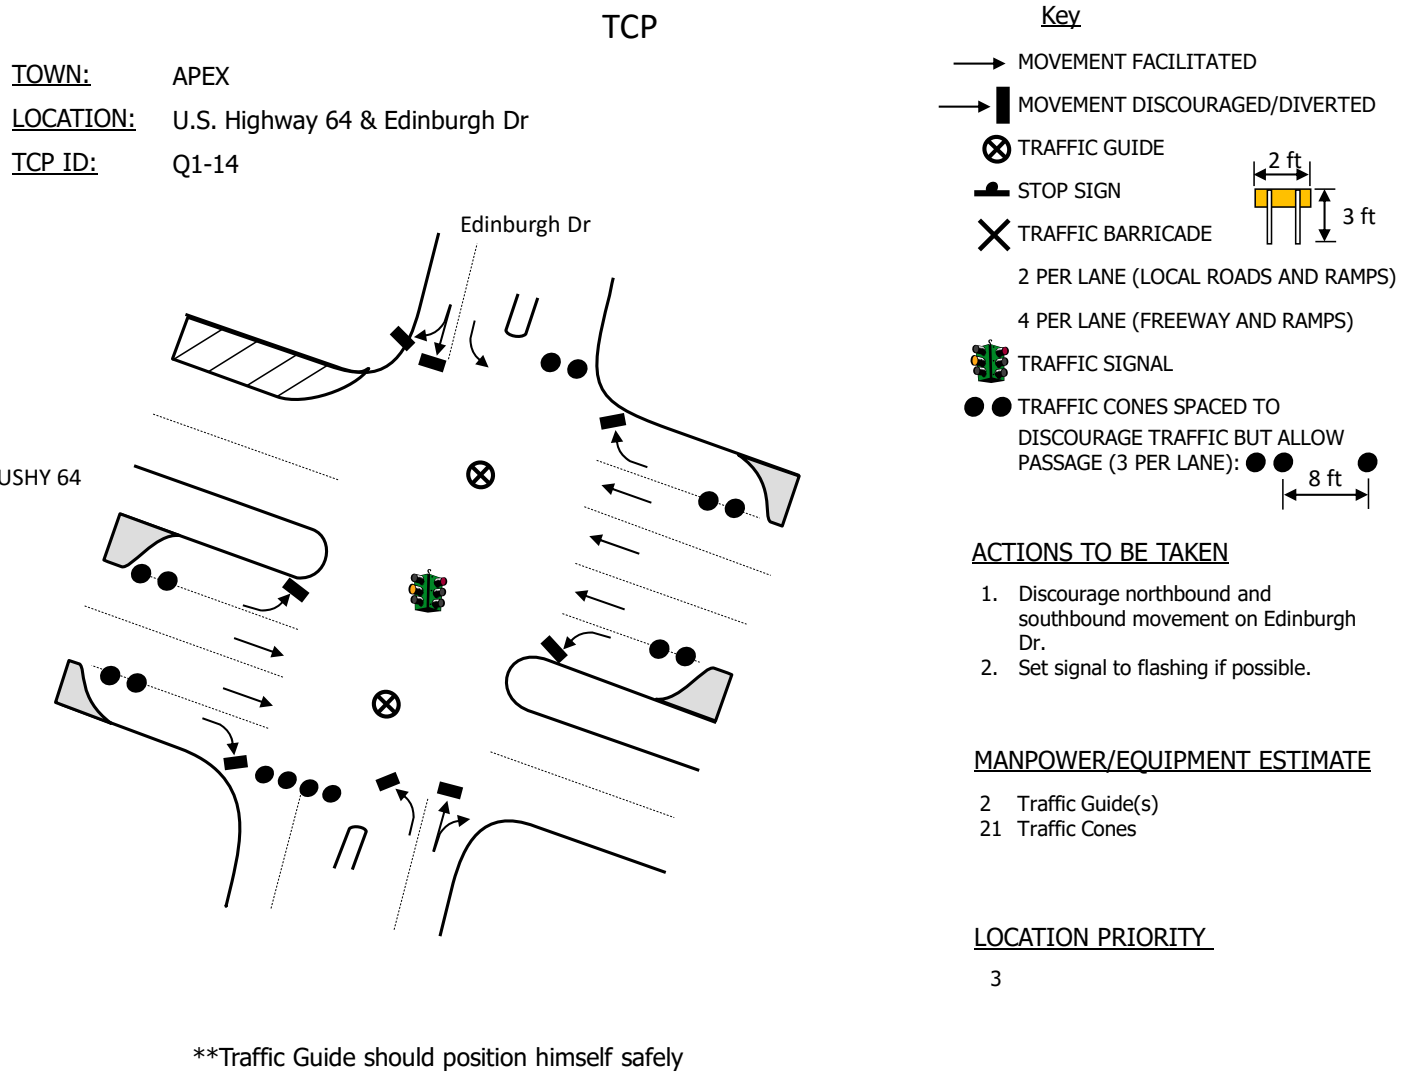 TCP
TOWN: APEX
LOCATION: U.S. Highway 64 & Edinburgh Dr
TCP ID: Q1-14
Edinburgh Dr
USHY 64
Key
MOVEMENT FACILITATED
MOVEMENT DISCOURAGED/DIVERTED
TRAFFIC GUIDE
STOP SIGN
TRAFFIC BARRICADE
2 PER LANE (LOCAL ROADS AND RAMPS)
4 PER LANE (FREEWAY AND RAMPS)
2 ft
3 ft
TRAFFIC SIGNAL
TRAFFIC CONES SPACED TO
DISCOURAGE TRAFFIC BUT ALLOW
PASSAGE (3 PER LANE):
8 ft
ACTIONS TO BE TAKEN
1. Discourage northbound and
southbound movement on Edinburgh
Dr.
2. Set signal to flashing if possible.
MANPOWER/EQUIPMENT ESTIMATE
2 Traffic Guide(s)
21 Traffic Cones
LOCATION PRIORITY
3
**Traffic Guide should position himself safely